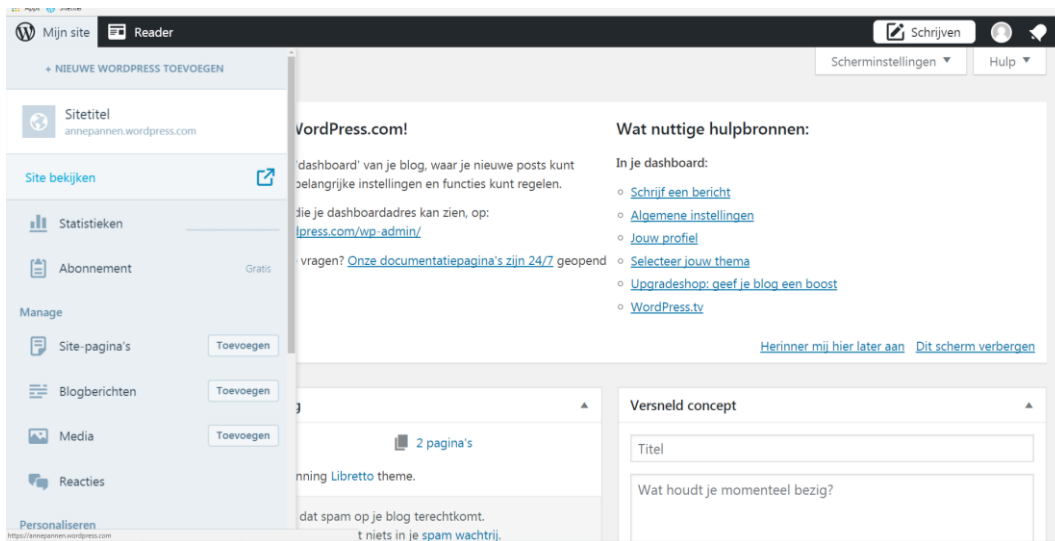 Apps Sitetitel
Mijn site Reader Schrijven
+ NIEUWE WORDPRESS TOEVOEGEN
Sitetitel
annepannen.wordpress.com
Site bekijken
Statistieken
Abonnement Gratis
Manage
Site-pagina's Toevoegen
Blogberichten Toevoegen
Media Toevoegen
Reacties
Personaliseren
https://annepannen.wordpress.com
Scherminstellingen ▼ Hulp ▼
WordPress.com!
'dashboard' van je blog, waar je nieuwe posts kunt
belangrijke instellingen en functies kunt regelen.
die je dashboardadres kan zien, op:
lpress.com/wp-admin/
vragen? Onze documentatiepagina's zijn 24/7 geopend
Wat nuttige hulpbronnen:
In je dashboard:
Schrijf een bericht
Algemene instellingen
Jouw profiel
Selecteer jouw thema
Upgradeshop: geef je blog een boost
WordPress.tv
Herinner mij hier later aan Dit scherm verbergen
g
2 pagina's
nning Libretto theme.
dat spam op je blog terechtkomt.
t niets in je spam wachtrij.
Versneld concept
Titel
Wat houdt je momenteel bezig?